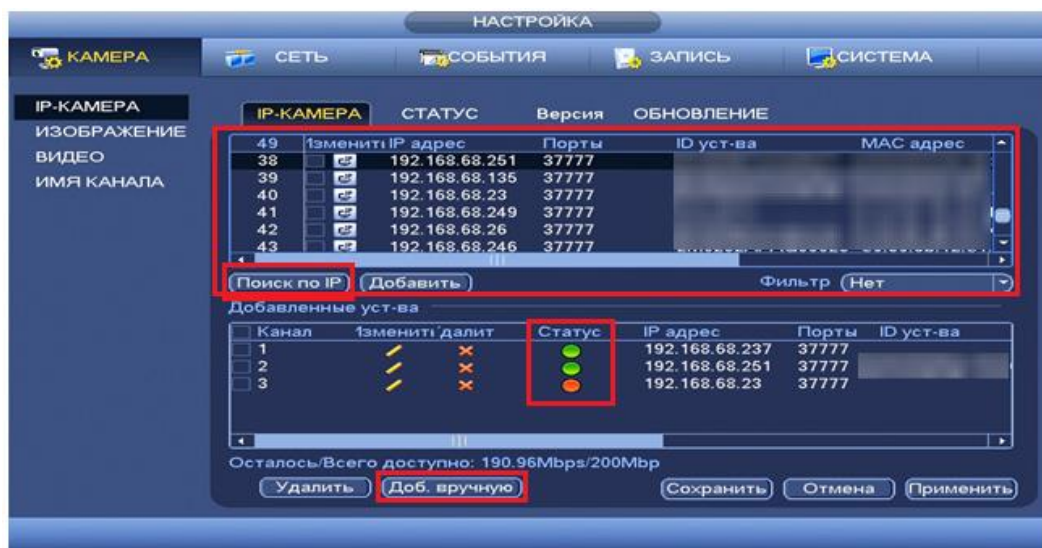 НАСТРОЙКА
КАМЕРА СЕТЬ СОБЫТИЯ ЗАПИСЬ СИСТЕМА
IP-КАМЕРА
ИЗОБРАЖЕНИЕ
ВИДЕО
ИМЯ КАНАЛА
IP-КАМЕРА СТАТУС Версия ОБНОВЛЕНИЕ
49 Изменить IP адрес Порты ID уст-ва MAC адрес
38 192.168.68.251 37777
39 192.168.68.135 37777
40 192.168.68.23 37777
41 192.168.68.249 37777
42 192.168.68.26 37777
43 192.168.68.246 37777
Поиск по IP Добавить Фильтр Нет
Добавленные уст-ва
Канал Изменить далит Статус IP адрес Порты ID уст-ва
1 192.168.68.237 37777
2 192.168.68.251 37777
3 192.168.68.23 37777
Осталось/Всего доступно: 190.96Mbps/200Mbp
Удалить Доб. вручную Сохранить Отмена Применить